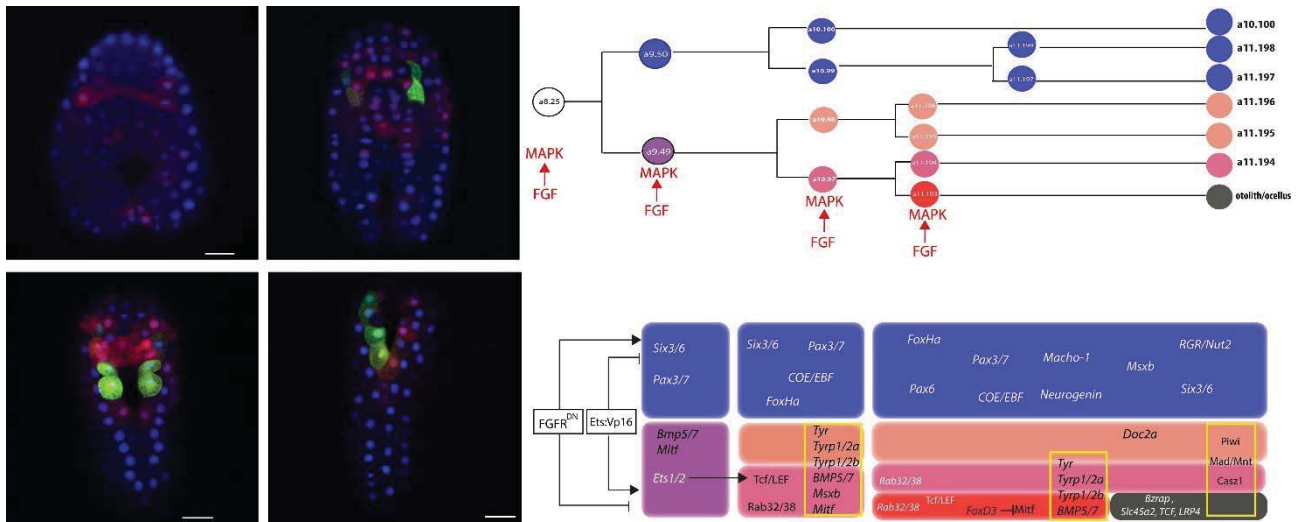 a10.100
a10.100
a9.50
a11.198
a11.198
a10.99
a11.197
a11.197
a8.25
a11.196
a11.196
a10.98
a11.195
a11.195
a9.49
MAPK
FGF
MAPK
FGF
a11.194
a11.194
a10.97
MAPK
FGF
a11.193
otolith/ocellus
MAPK
FGF
FGFR DN
Ets:Vp16
Six3/6
Pax3/7
Six3/6 Pax3/7
COE/EBF
FoxHa
FoxHa
Pax3/7
Macho-1
Msxb
RGR/Nut2
Pax6
COE/EBF
Neurogenin
Six3/6
Bmp5/7
Mitf
Ets1/2
Tcf/LEF
Rab32/38
Tyr
Tyrp1/2a
Tyrp1/2b
BMP5/7
Msxb
Mitf
Doc2a
Piwi
Mad/Mnt
Casz1
Rab32/38
Tyr
Tyrp1/2a
Tyrp1/2b
BMP5/7
Tcf/LEF
Rab32/38
FoxD3
Mitf
Bzrap ,
Slc45a2, TCF, LRP4